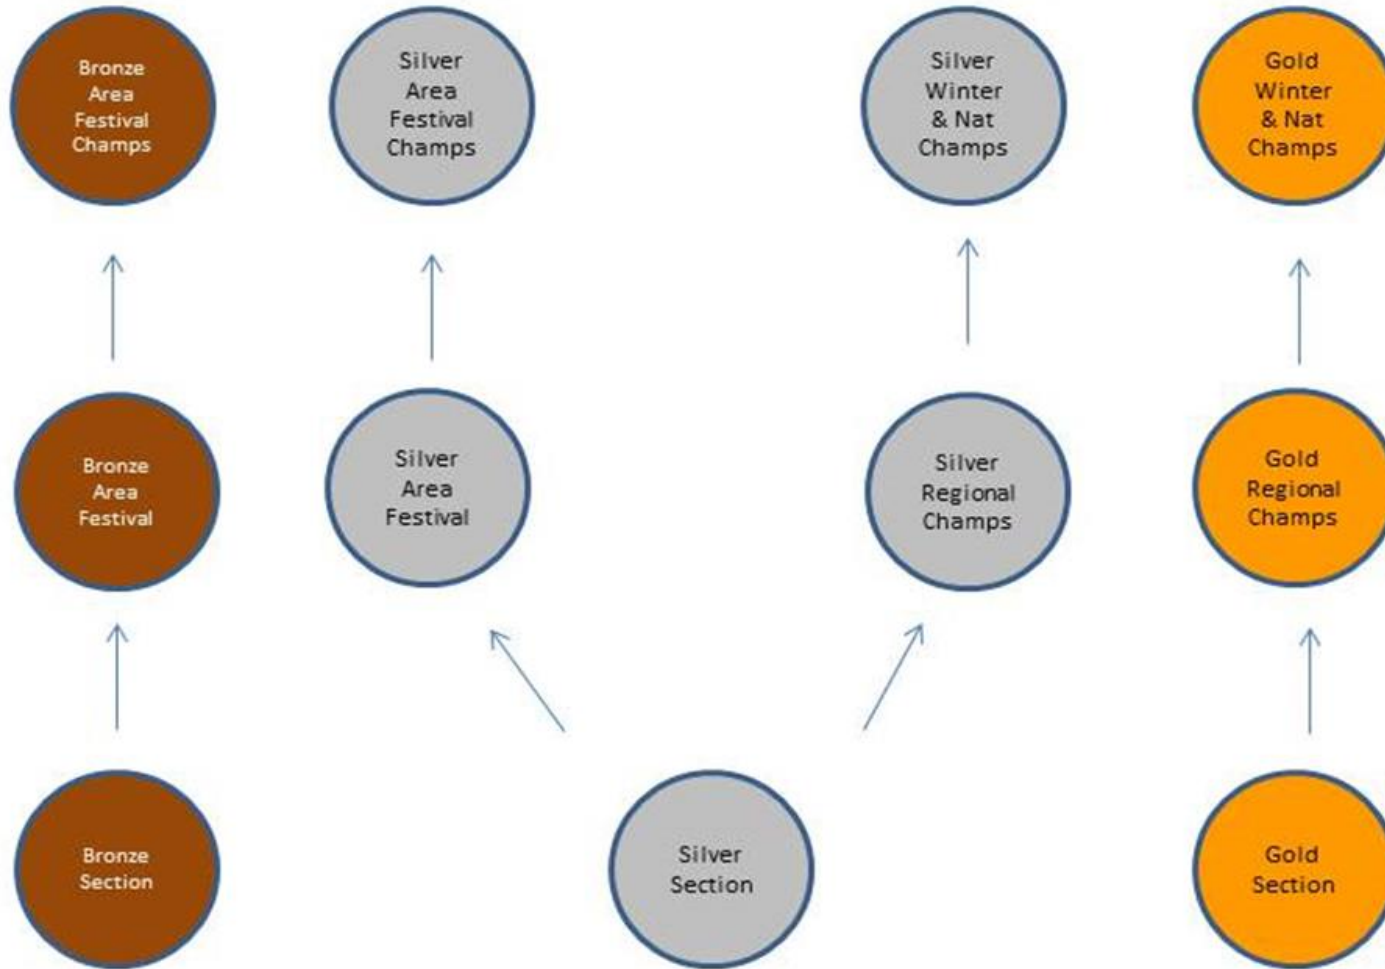 Bronze
Area
Festival
Champs
Silver
Area
Festival
Champs
Silver
Winter
& Nat
Champs
Gold
Winter
& Nat
Champs
Bronze
Area
Festival
Silver
Area
Festival
Silver
Regional
Champs
Gold
Regional
Champs
Bronze
Section
Silver
Section
Gold
Section